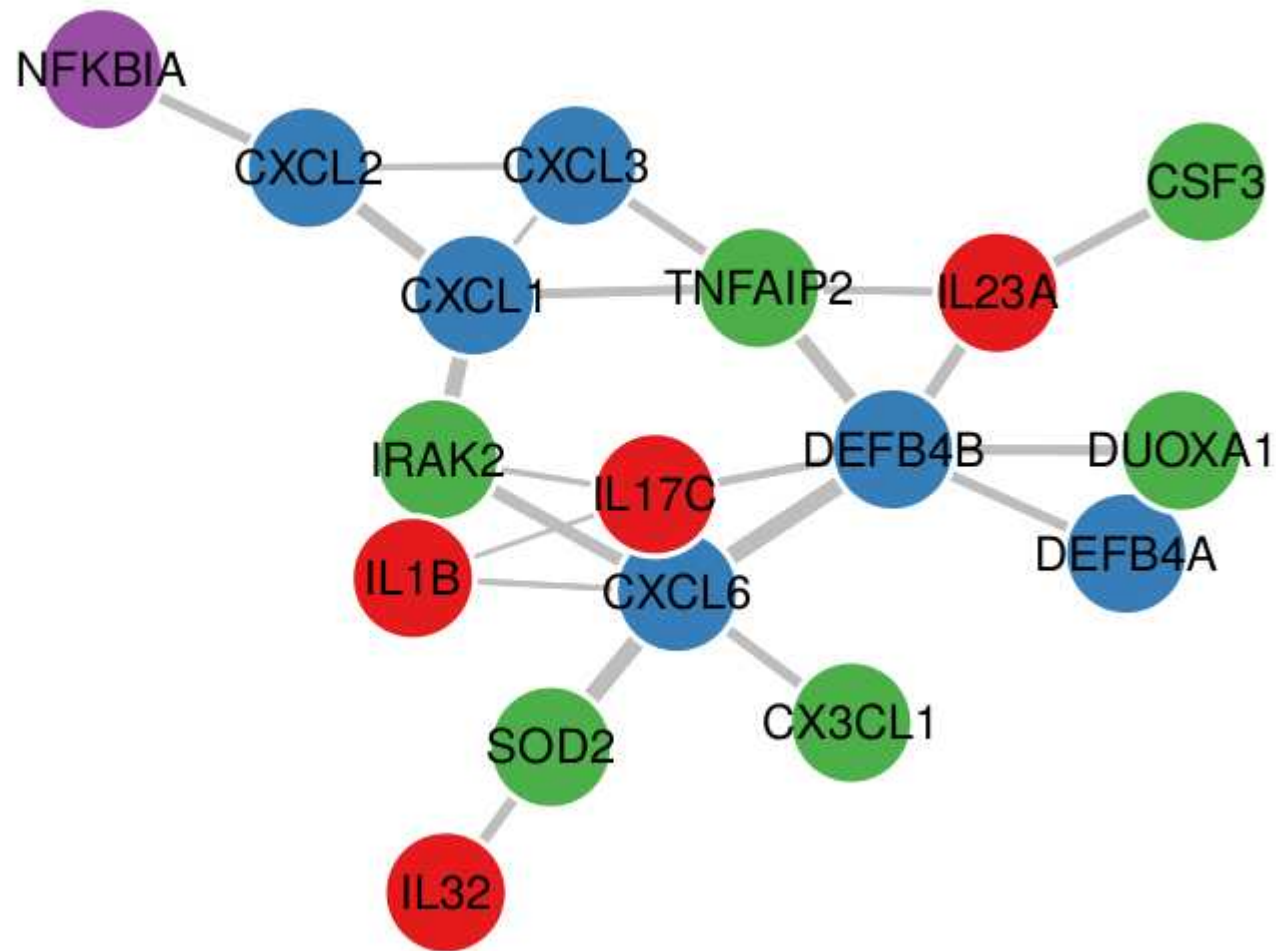 NFKBIA
CXCL2
CXCL3
CSF3
CXCL1
TNFAIP2
IL23A
IRAK2
IL17C
DEFB4B
DUOXA1
IL1B
CXCL6
DEFB4A
SOD2
CX3CL1
IL32